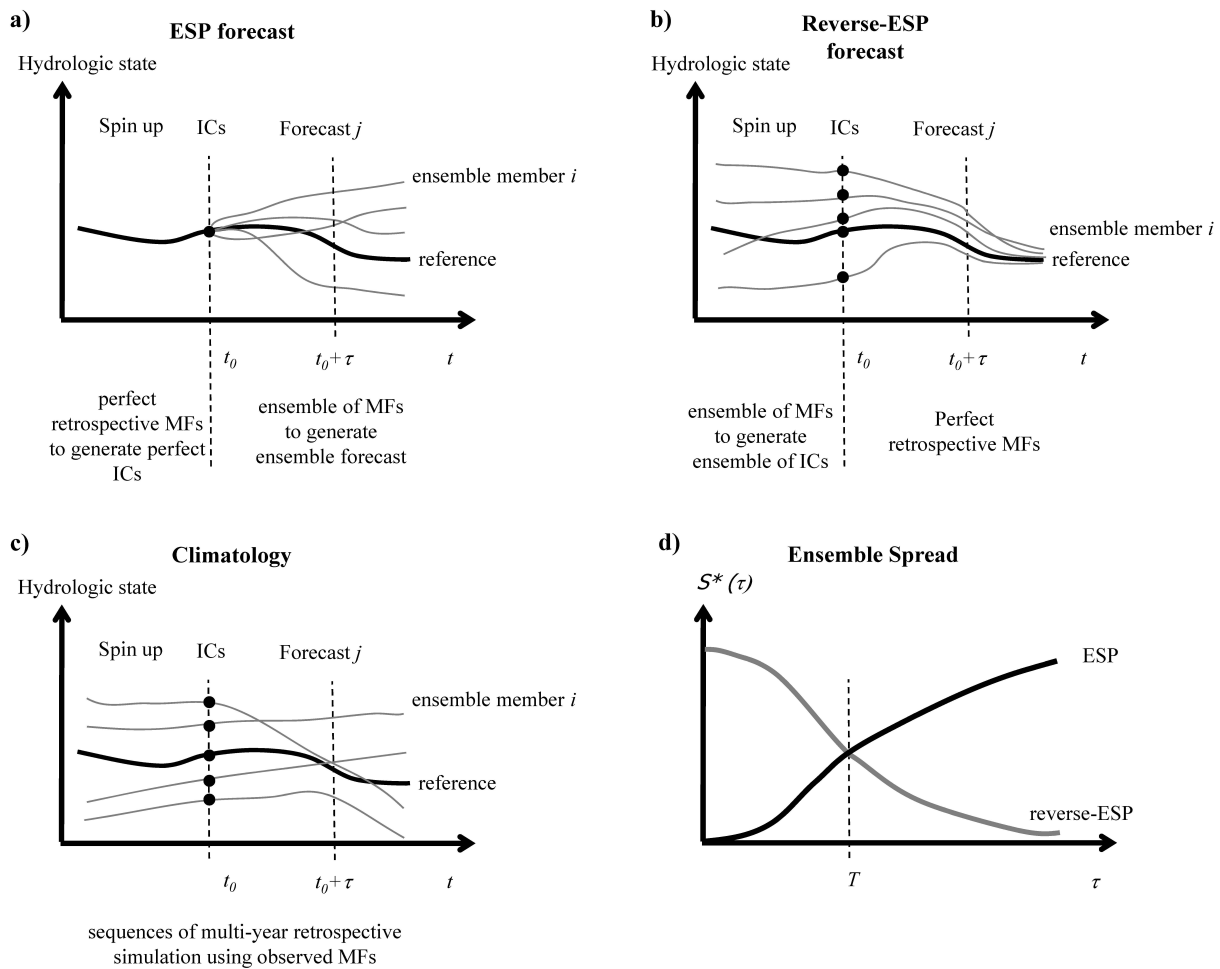 a)
ESP forecast
Hydrologic state
Spin up
ICs
Forecast j
ensemble member i
reference
t0
t0+ τ
t
perfect
retrospective MFs
to generate perfect
ICs
ensemble of MFs
to generate
ensemble forecast
b)
Reverse-ESP
forecast
Hydrologic state
Spin up
ICs
Forecast j
ensemble member i
reference
t0
t0+ τ
t
ensemble of MFs
to generate
ensemble of ICs
Perfect
retrospective MFs
c)
Climatology
Hydrologic state
Spin up
ICs
Forecast j
ensemble member i
reference
t0
t0+ τ
t
sequences of multi-year retrospective
simulation using observed MFs
d)
Ensemble Spread
S* (τ)
ESP
reverse-ESP
T
τ